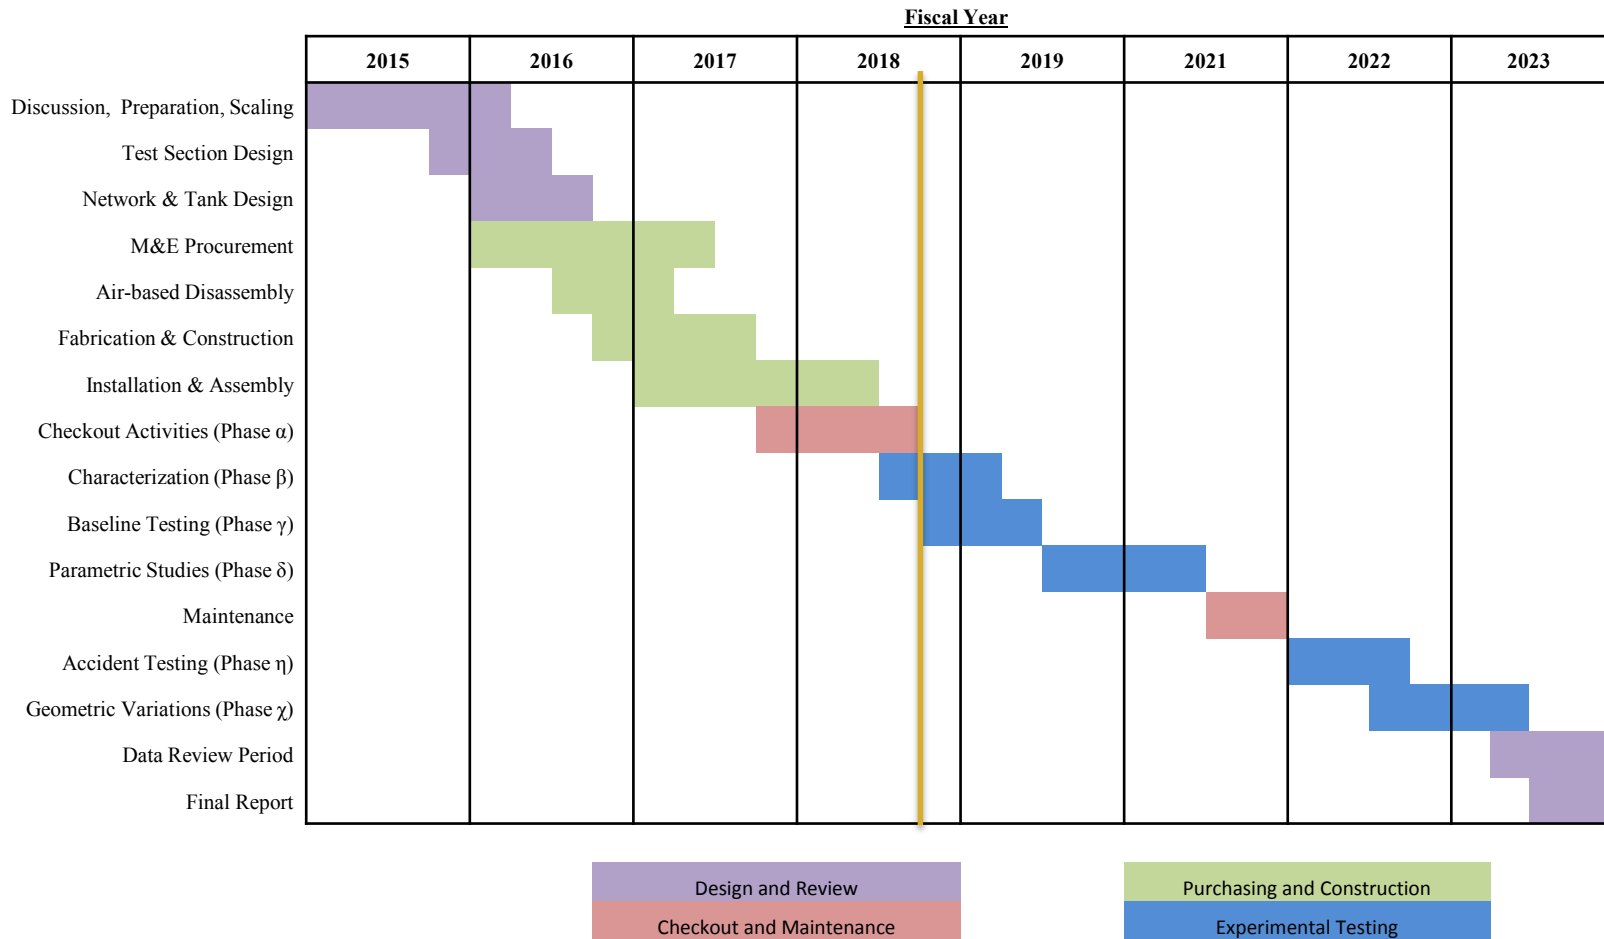 Fiscal Year
2015 2016 2017 2018 2019 2021 2022 2023
Discussion, Preparation, Scaling
Test Section Design
Network & Tank Design
M&E Procurement
Air-based Disassembly
Fabrication & Construction
Installation & Assembly
Checkout Activities (Phase α)
Characterization (Phase β)
Baseline Testing (Phase γ)
Parametric Studies (Phase δ)
Maintenance
Accident Testing (Phase η)
Geometric Variations (Phase χ)
Data Review Period
Final Report
Design and Review Purchasing and Construction
Checkout and Maintenance Experimental Testing